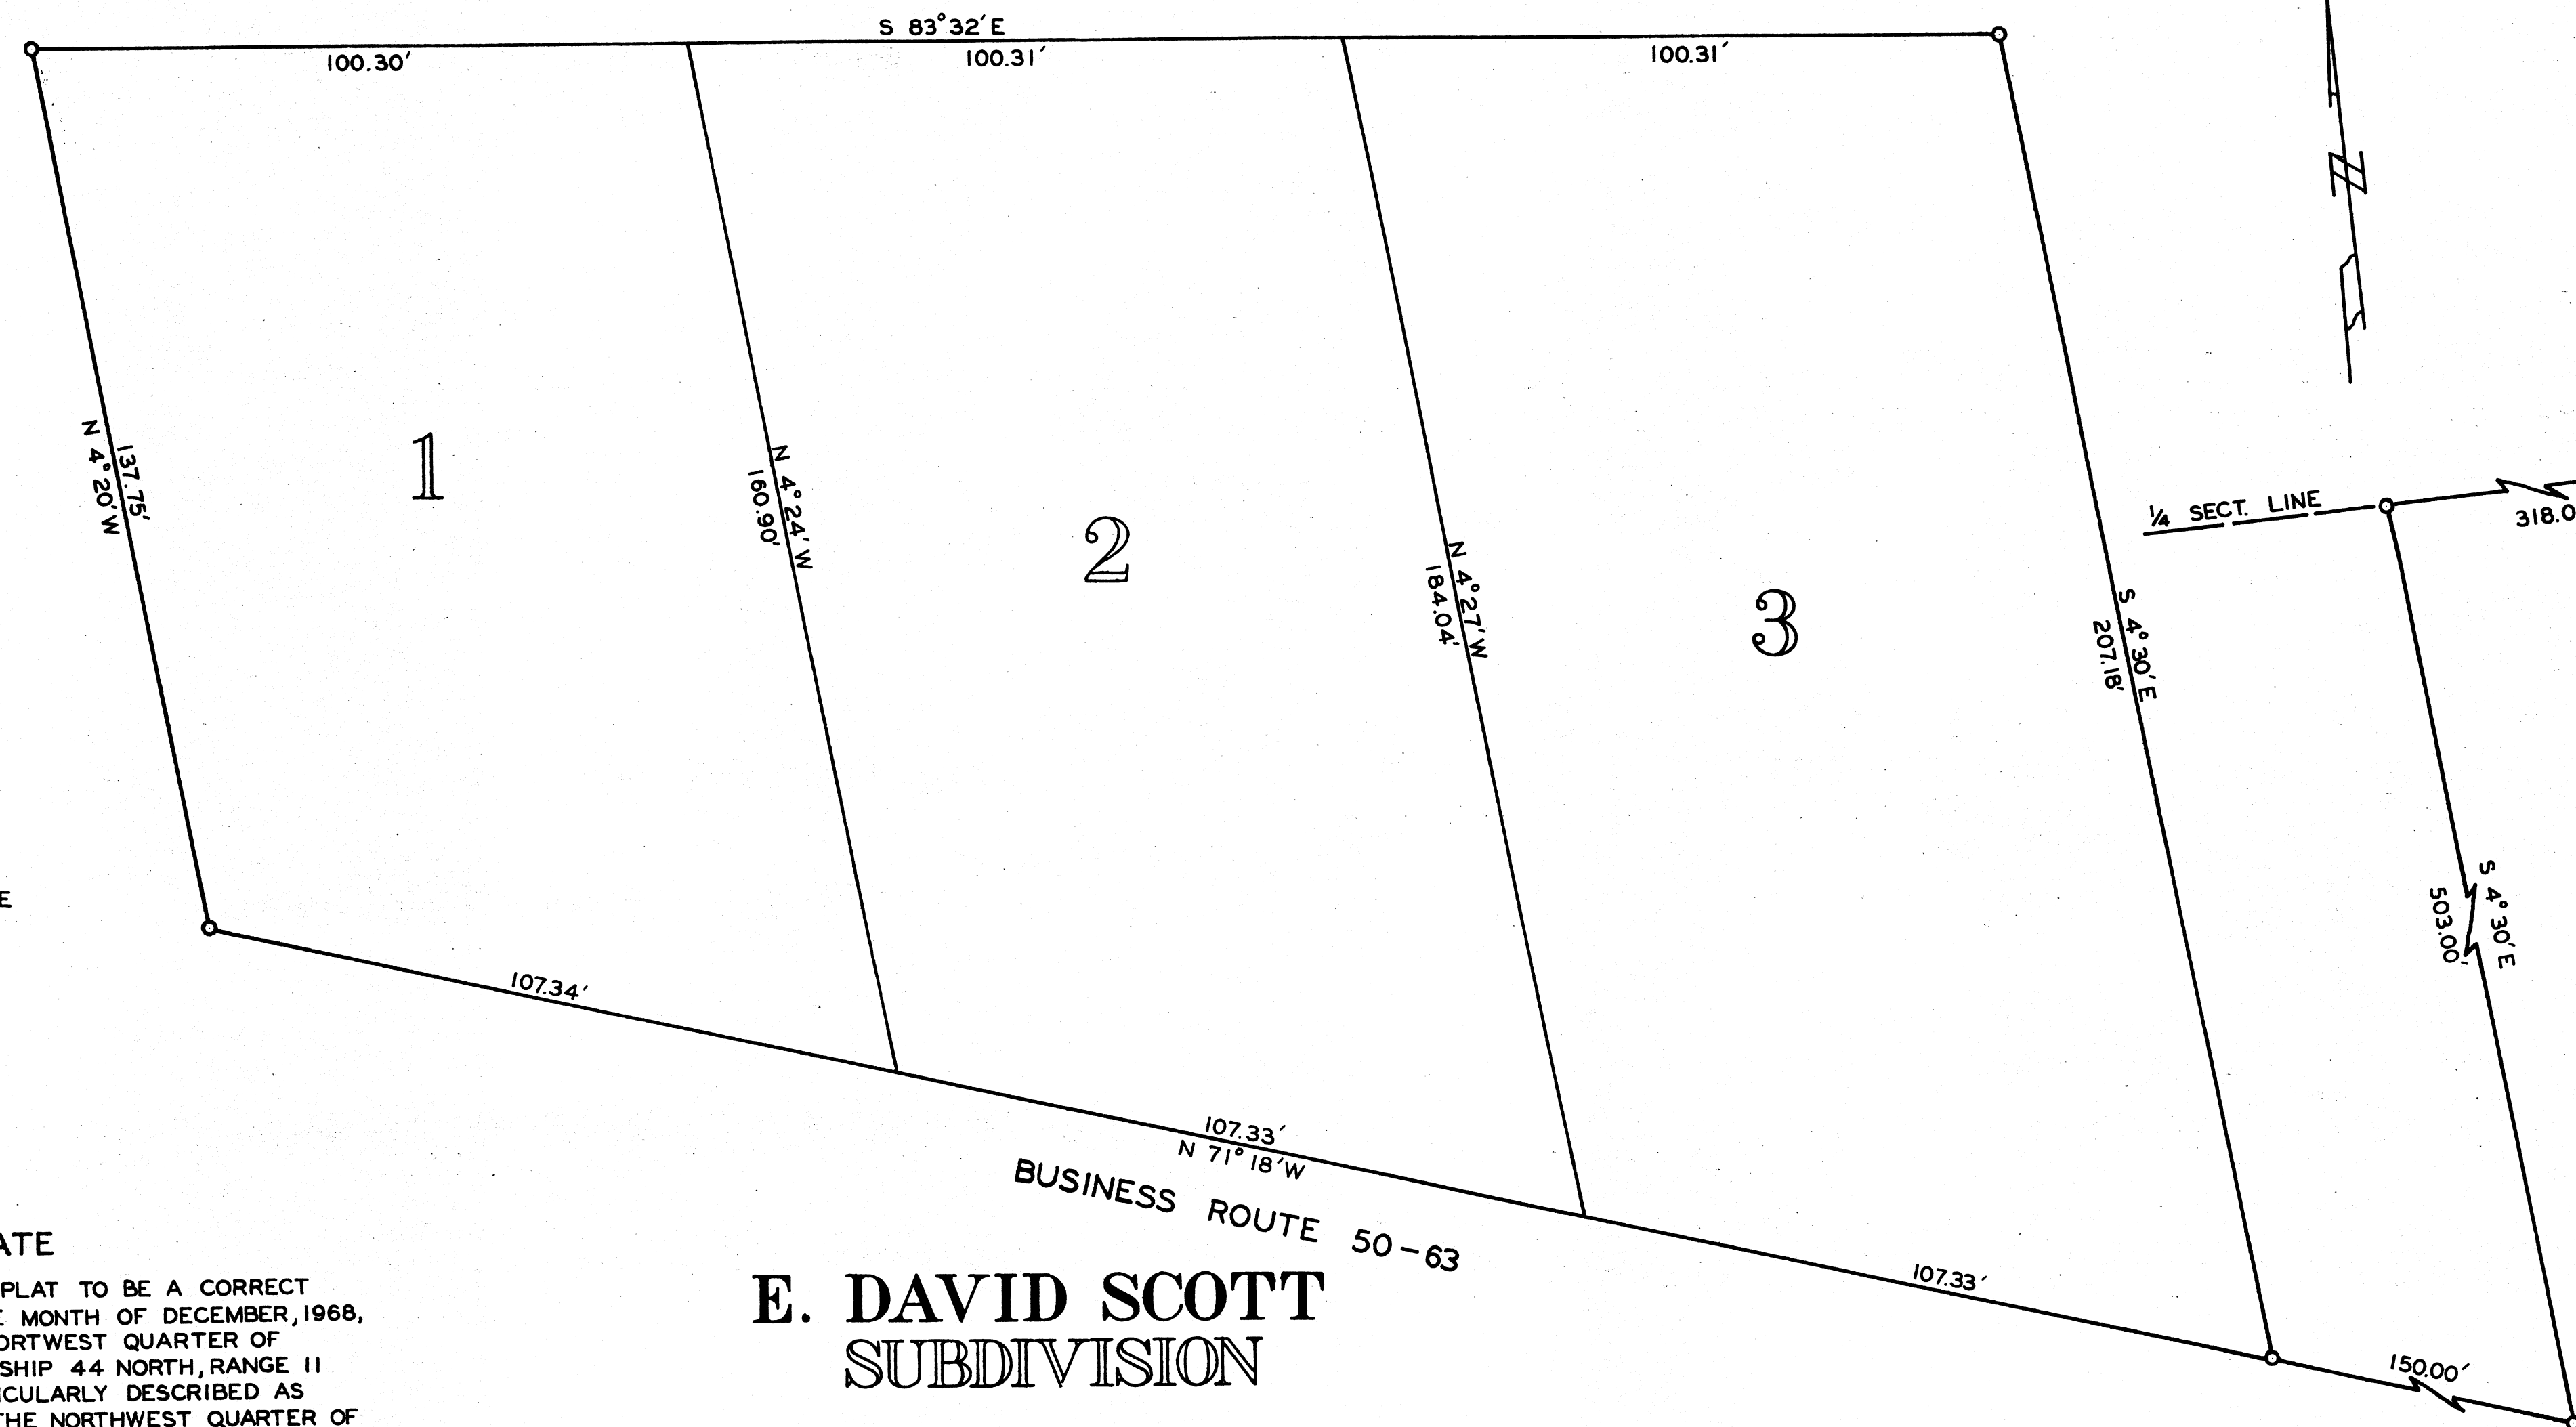 S 83°32′E
100.30′
100.31′
100.31′
N 4°20′W
137.75′
1
N 4°24′W
160.90′
2
N 4°27′W
184.04′
3
S 4°30′E
207.18′
¼ SECT. LINE
318.0
S 4°30′E
503.00′
E
107.34′
107.33′
N 71°18′W
BUSINESS ROUTE 50-63
107.33′
150.00′
E. DAVID SCOTT
SUBDIVISION
ATE
PLAT TO BE A CORRECT
E MONTH OF DECEMBER, 1968,
ORTWEST QUARTER OF
SHIP 44 NORTH, RANGE 11
CULARLY DESCRIBED AS
THE NORTHWEST QUARTER OF